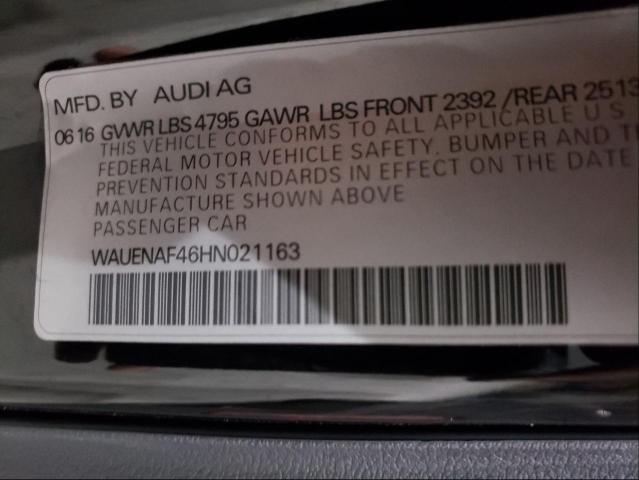 MFD. BY AUDI AG
06 16 GVWR LBS 4795 GAWR LBS FRONT 2392 /REAR 2513
THIS VEHICLE CONFORMS TO ALL APPLICABLE U S
FEDERAL MOTOR VEHICLE SAFETY. BUMPER AND T
PREVENTION STANDARDS IN EFFECT ON THE DATE
MANUFACTURE SHOWN ABOVE
PASSENGER CAR
WAUENAF46HN021163